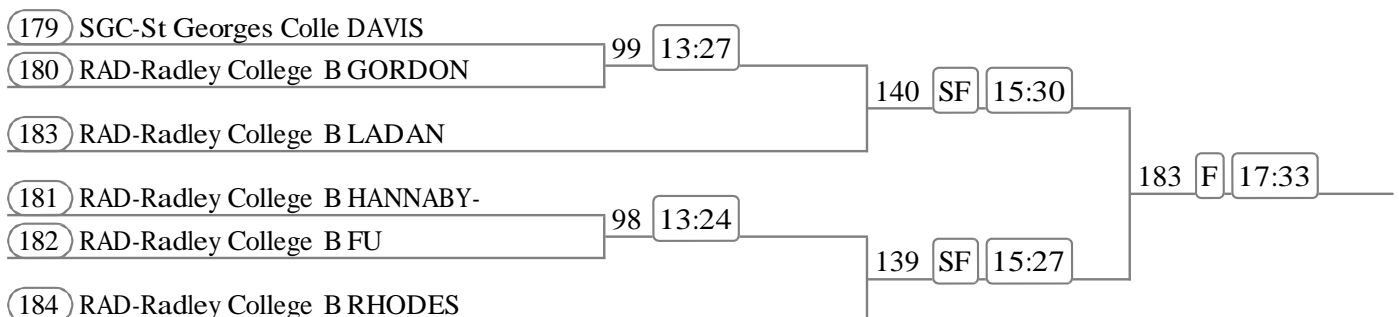 179 SGC-St Georges Colle DAVIS
99 13:27
180 RAD-Radley College B GORDON
140 SF 15:30
183 RAD-Radley College B LADAN
183 F 17:33
181 RAD-Radley College B HANNABY-
98 13:24
182 RAD-Radley College B FU
139 SF 15:27
184 RAD-Radley College B RHODES